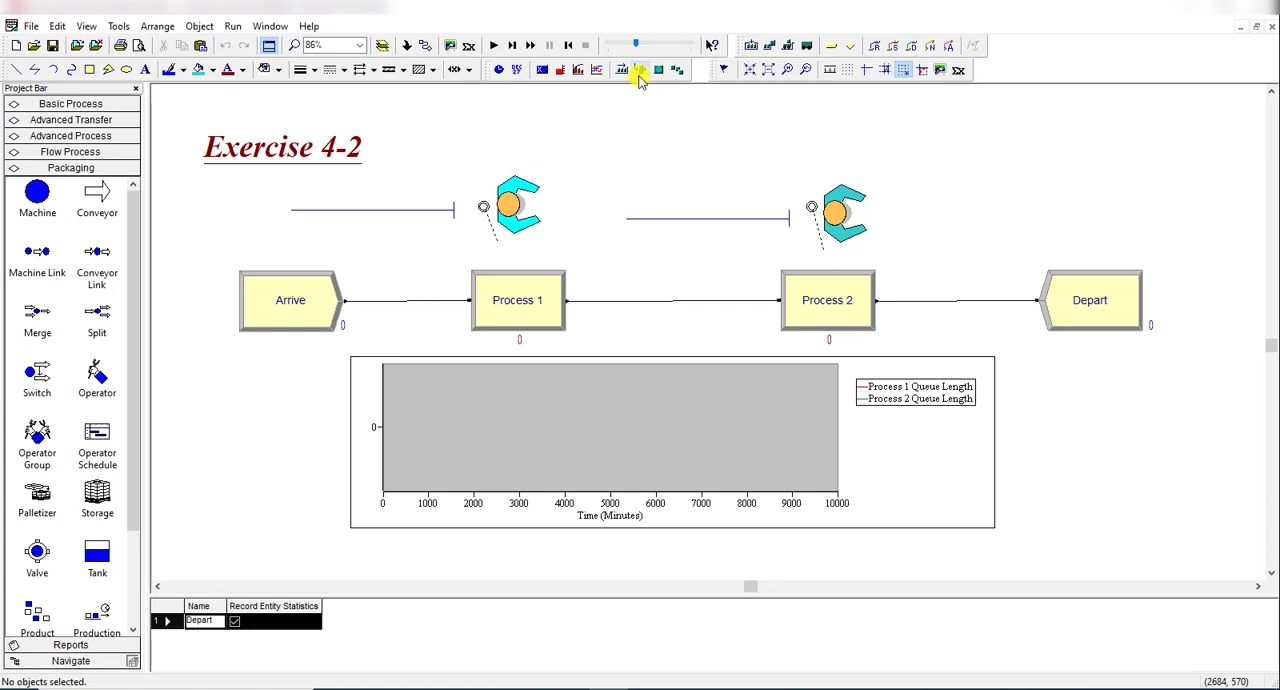 File Edit View Tools Arrange Object Run Window Help
86%
Project Bar
Basic Process
Advanced Transfer
Advanced Process
Flow Process
Packaging
Machine Conveyor
Machine Link Conveyor Link
Merge Split
Switch Operator
Operator Group Operator Schedule
Palletizer Storage
Valve Tank
Product Production
Reports
Navigate
Exercise 4-2
Arrive Process 1 Process 2 Depart
0 0
0 0
Process 1 Queue Length
Process 2 Queue Length
0
0 1000 2000 3000 4000 5000 6000 7000 8000 9000 10000
Time (Minutes)
Name Record Entity Statistics
1 Depart
No objects selected. (2684, 570)